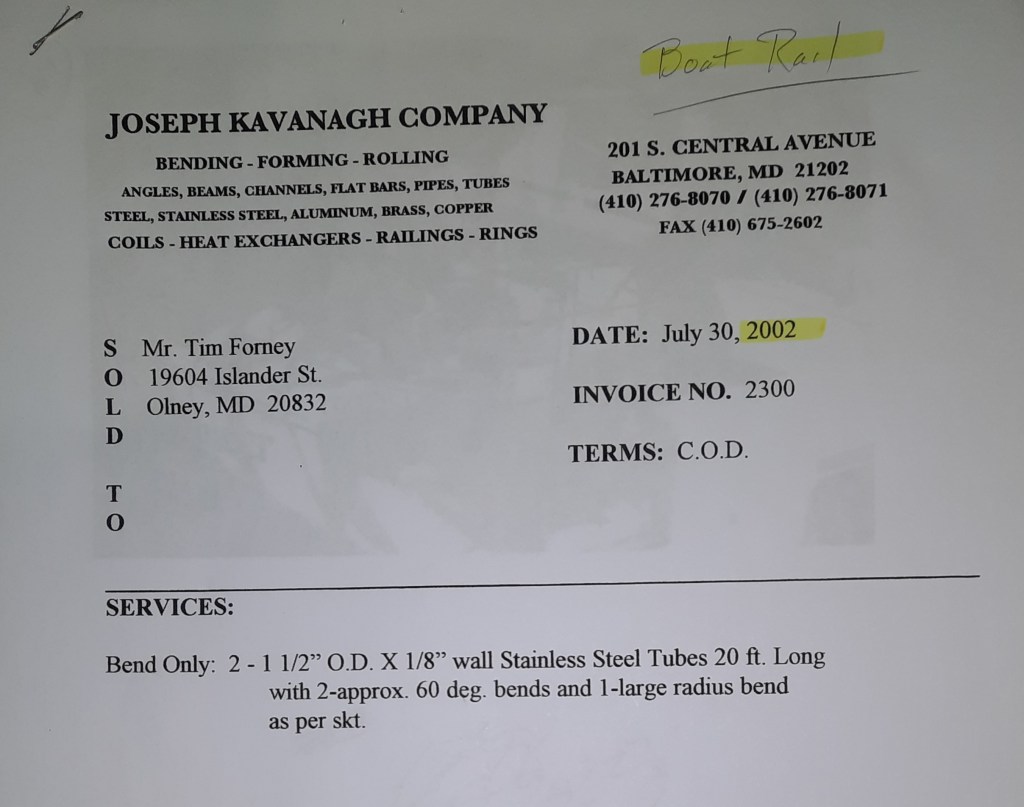 Boat Rail
JOSEPH KAVANAGH COMPANY
BENDING - FORMING - ROLLING
ANGLES, BEAMS, CHANNELS, FLAT BARS, PIPES, TUBES
STEEL, STAINLESS STEEL, ALUMINUM, BRASS, COPPER
COILS - HEAT EXCHANGERS - RAILINGS - RINGS
201 S. CENTRAL AVENUE
BALTIMORE, MD 21202
(410) 276-8070 / (410) 276-8071
FAX (410) 675-2602
SOLD TO
Mr. Tim Forney
19604 Islander St.
Olney, MD 20832
DATE: July 30, 2002
INVOICE NO. 2300
TERMS: C.O.D.
SERVICES:
Bend Only: 2 - 1 1/2” O.D. X 1/8” wall Stainless Steel Tubes 20 ft. Long
with 2-approx. 60 deg. bends and 1-large radius bend
as per skt.